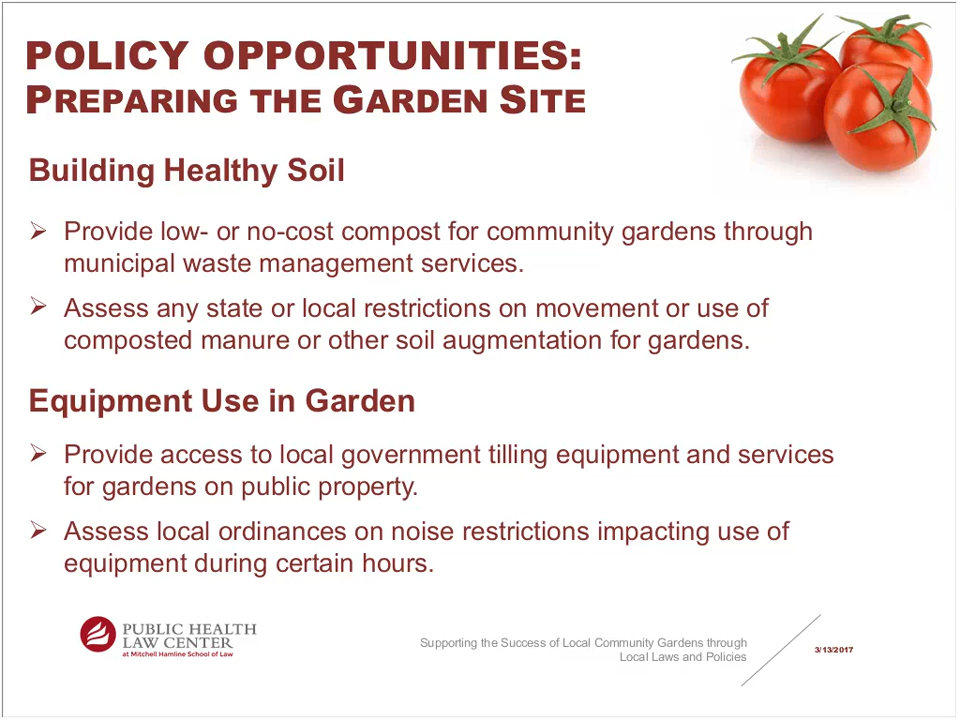 POLICY OPPORTUNITIES:
PREPARING THE GARDEN SITE
Building Healthy Soil
➢ Provide low- or no-cost compost for community gardens through
municipal waste management services.
➢ Assess any state or local restrictions on movement or use of
composted manure or other soil augmentation for gardens.
Equipment Use in Garden
➢ Provide access to local government tilling equipment and services
for gardens on public property.
➢ Assess local ordinances on noise restrictions impacting use of
equipment during certain hours.
PUBLIC HEALTH
LAW CENTER
at Mitchell Hamline School of Law
Supporting the Success of Local Community Gardens through
Local Laws and Policies
3/13/2017